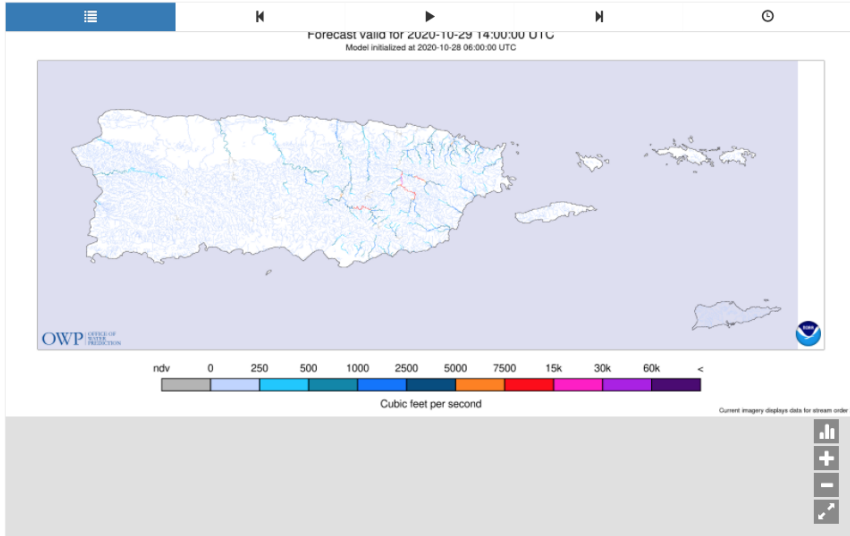 Forecast valid for 2020-10-29 14:00:00 UTC
Model initialized at 2020-10-28 06:00:00 UTC
OWP OFFICE OF
WATER
PREDICTION
NOAA
ndv 0 250 500 1000 2500 5000 7500 15k 30k 60k <
Cubic feet per second
Current imagery displays data for stream order